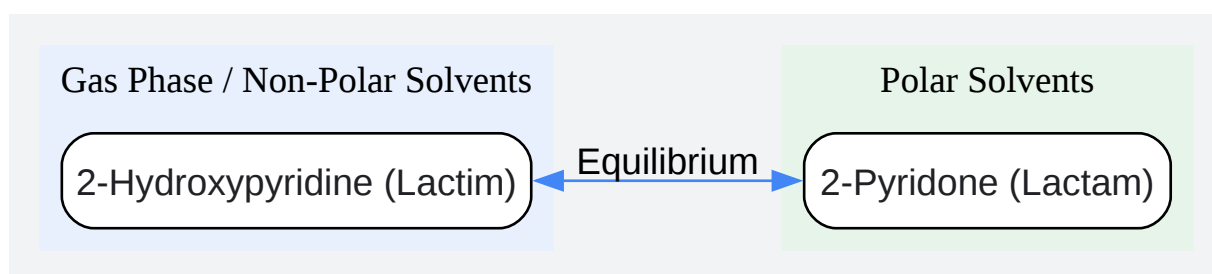 Gas Phase / Non-Polar Solvents
2-Hydroxypyridine (Lactim)
Equilibrium
Polar Solvents
2-Pyridone (Lactam)